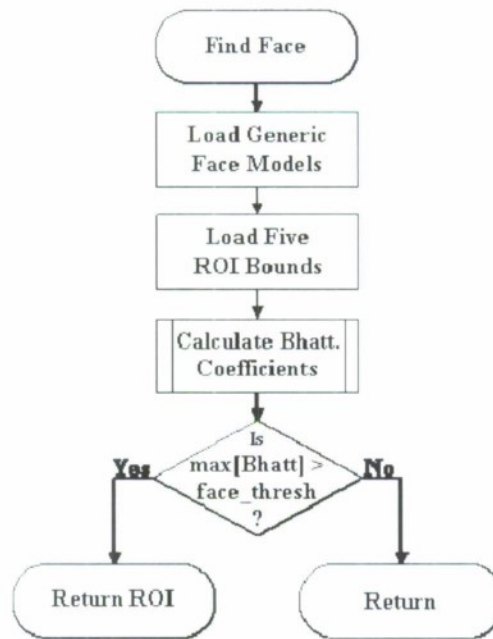 Find Face
Load Generic
Face Models
Load Five
ROI Bounds
Calculate Bhatt.
Coefficients
Is
max[Bhatt] >
face_thresh
?
Yes
No
Return ROI
Return